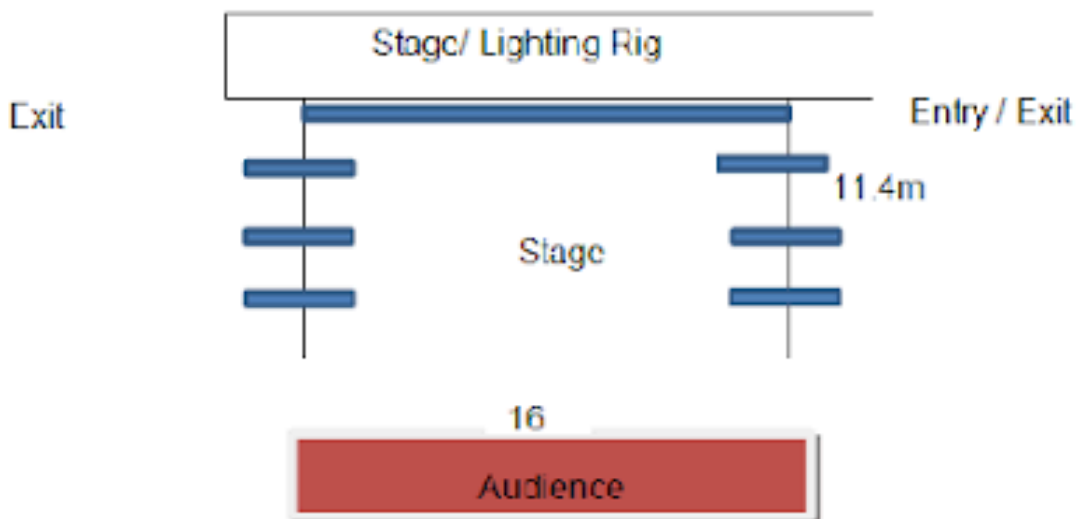 Stage/ Lighting Rig
Exit
Entry / Exit
11.4m
Stage
16
Audience